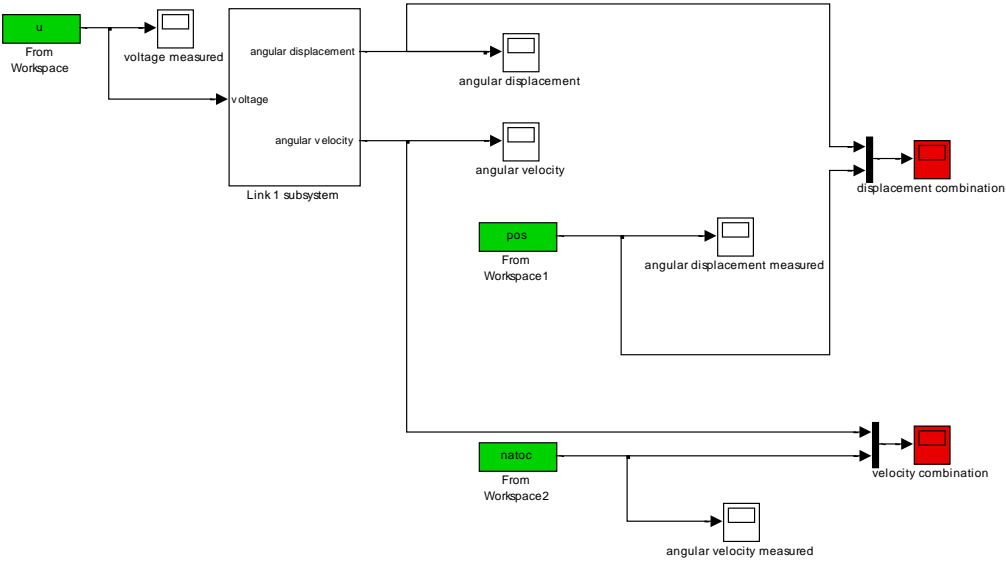 u
From
Workspace
voltage measured
angular displacement
voltage
angular velocity
Link 1 subsystem
angular displacement
angular velocity
displacement combination
pos
From
Workspace1
angular displacement measured
natoc
From
Workspace2
velocity combination
angular velocity measured